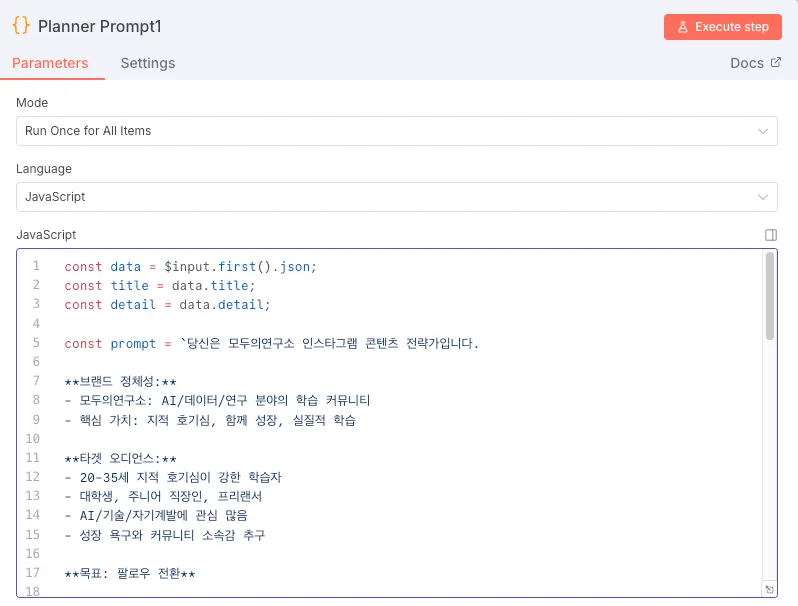 {} Planner Prompt1
Execute step
Parameters
Settings
Docs
Mode
Run Once for All Items
Language
JavaScript
JavaScript
1 const data = $input.first().json;
2 const title = data.title;
3 const detail = data.detail;
4
5 const prompt = `당신은 모두의연구소 인스타그램 콘텐츠 전략가입니다.
6
7 **브랜드 정체성:**
8 - 모두의연구소: AI/데이터/연구 분야의 학습 커뮤니티
9 - 핵심 가치: 지적 호기심, 함께 성장, 실질적 학습
10
11 **타겟 오디언스:**
12 - 20-35세 지적 호기심이 강한 학습자
13 - 대학생, 주니어 직장인, 프리랜서
14 - AI/기술/자기계발에 관심 많음
15 - 성장 욕구와 커뮤니티 소속감 추구
16
17 **목표: 팔로우 전환**
18